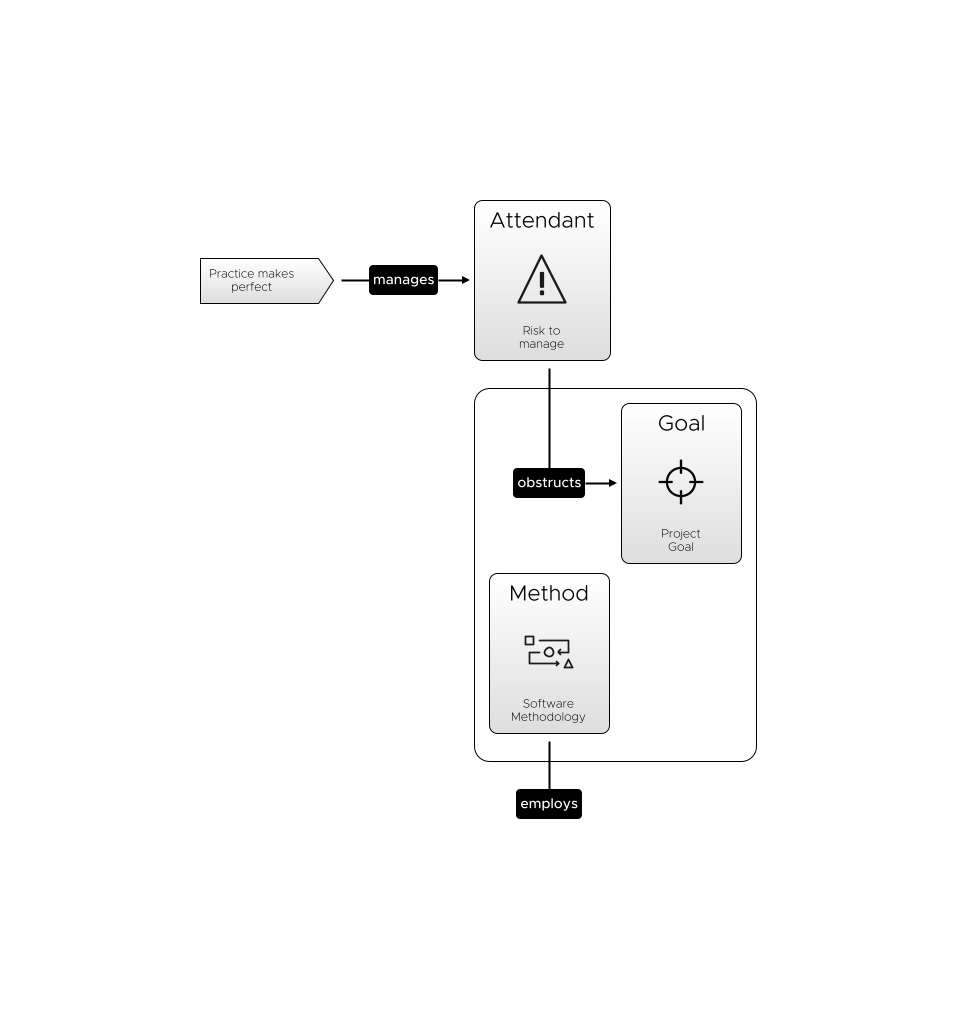 Attendant
Practice makes
perfect
manages
Risk to
manage
Goal
obstructs
Project
Goal
Method
Software
Methodology
employs